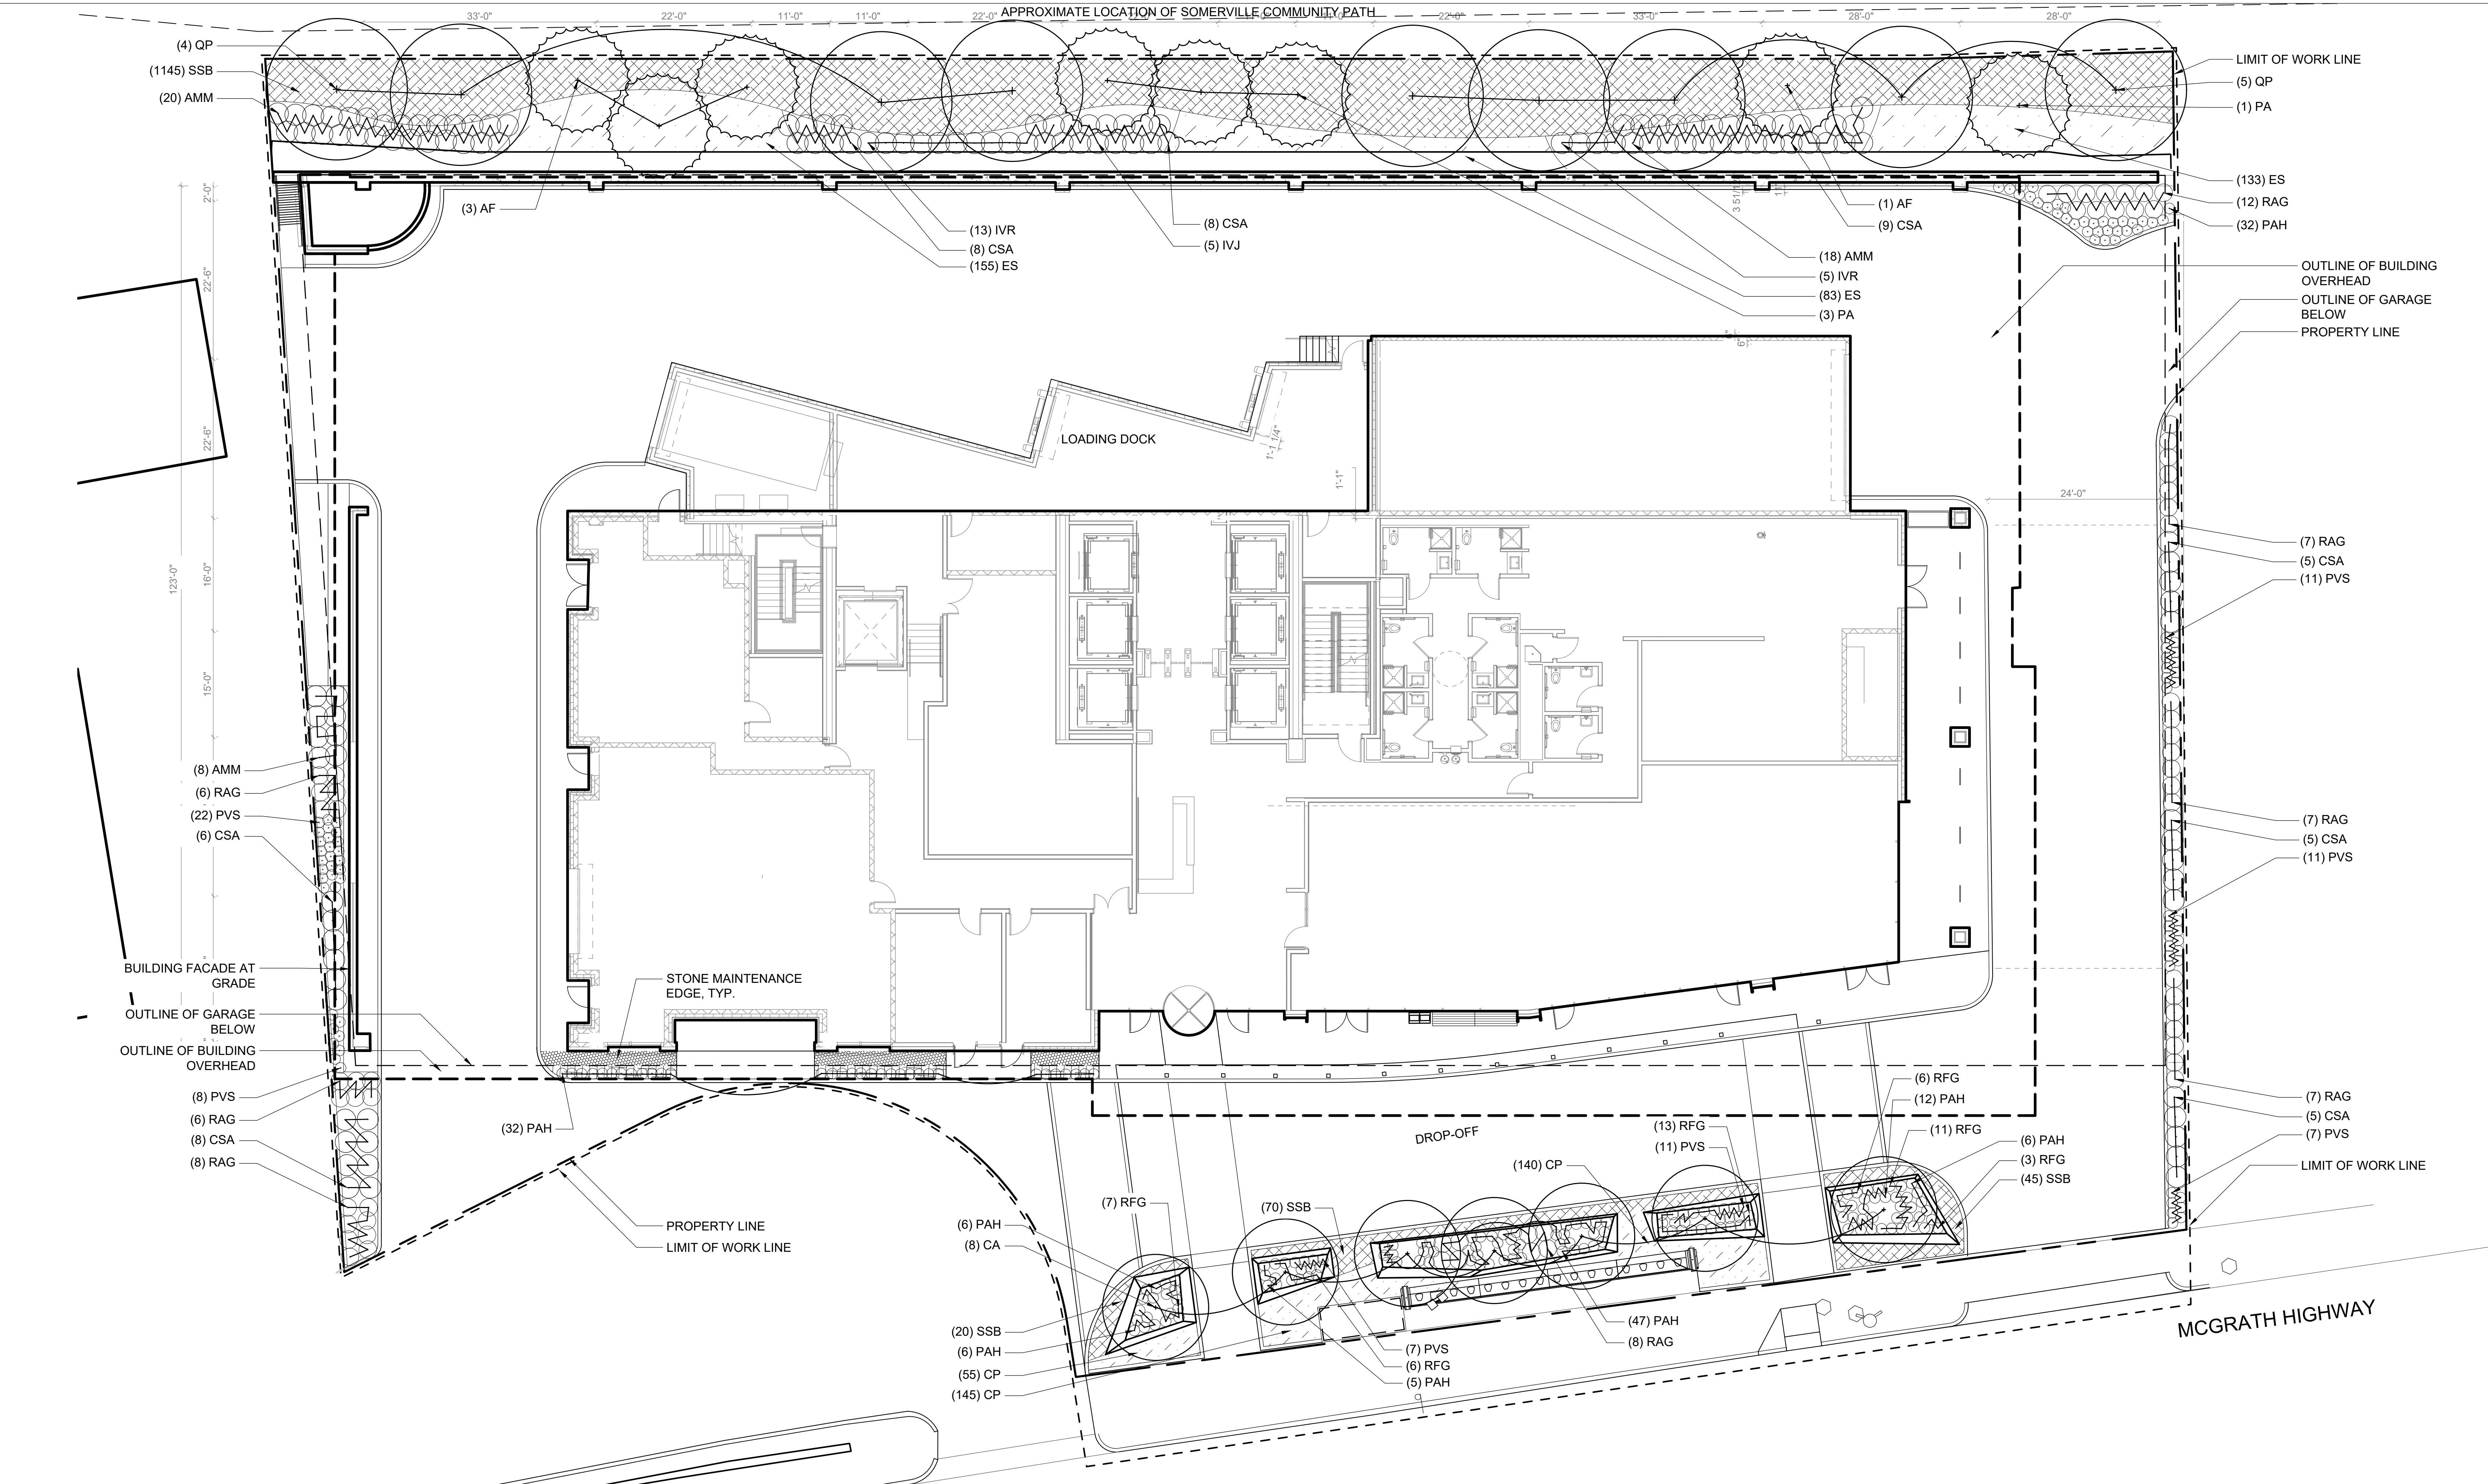 APPROXIMATE LOCATION OF SOMERVILLE COMMUNITY PATH
33'-0"
22'-0"
11'-0"
11'-0"
22'-0"
22'-0"
33'-0"
28'-0"
28'-0"
(4) QP
(1145) SSB
(20) AMM
LIMIT OF WORK LINE
(5) QP
(1) PA
(133) ES
(12) RAG
(32) PAH
(3) AF
(13) IVR
(8) CSA
(155) ES
(8) CSA
(5) IVJ
(1) AF
(9) CSA
(18) AMM
(5) IVR
(83) ES
(3) PA
3 51/12
OUTLINE OF BUILDING
OVERHEAD
OUTLINE OF GARAGE
BELOW
PROPERTY LINE
2'-0"
22'-6"
22'-6"
16'-0"
15'-0"
123'-0"
LOADING DOCK
1'-1 1/4"
1'-1"
6"
24'-0"
(7) RAG
(5) CSA
(11) PVS
(7) RAG
(5) CSA
(11) PVS
(7) RAG
(5) CSA
(7) PVS
LIMIT OF WORK LINE
(8) AMM
(6) RAG
(22) PVS
(6) CSA
BUILDING FACADE AT
GRADE
OUTLINE OF GARAGE
BELOW
OUTLINE OF BUILDING
OVERHEAD
(8) PVS
(6) RAG
(8) CSA
(8) RAG
STONE MAINTENANCE
EDGE, TYP.
(32) PAH
PROPERTY LINE
LIMIT OF WORK LINE
DROP-OFF
(6) RFG
(12) PAH
(13) RFG
(11) PVS
(11) RFG
(6) PAH
(3) RFG
(45) SSB
(140) CP
(7) RFG
(70) SSB
(6) PAH
(8) CA
(20) SSB
(6) PAH
(55) CP
(145) CP
(47) PAH
(8) RAG
(7) PVS
(6) RFG
(5) PAH
MCGRATH HIGHWAY